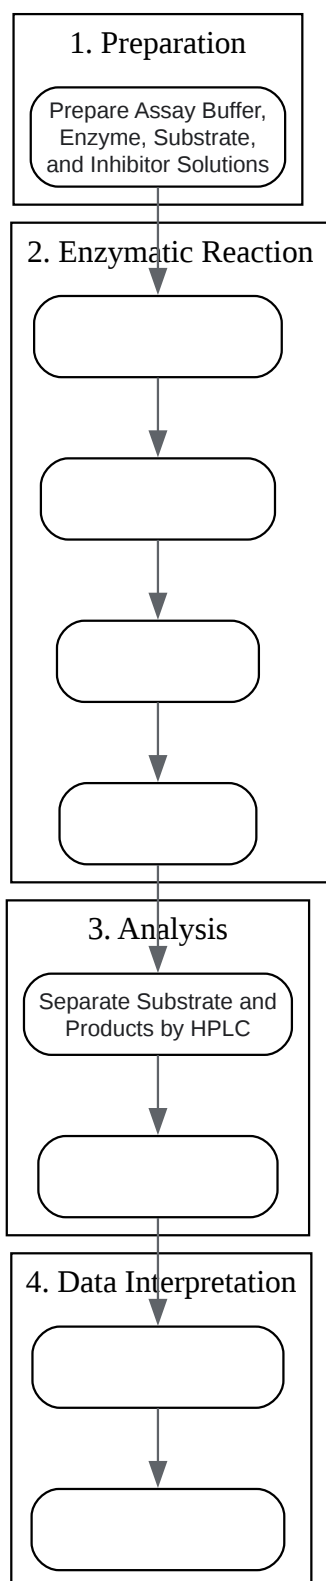 1. Preparation
Prepare Assay Buffer,
Enzyme, Substrate,
and Inhibitor Solutions
2. Enzymatic Reaction
3. Analysis
Separate Substrate and
Products by HPLC
4. Data Interpretation